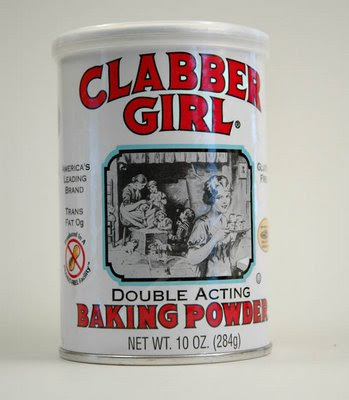 CLABBER
GIRL®
AMERICA'S
LEADING
BRAND
TRANS
FAT 0g
DOUBLE ACTING
BAKING POWDER
NET WT. 10 OZ. (284g)